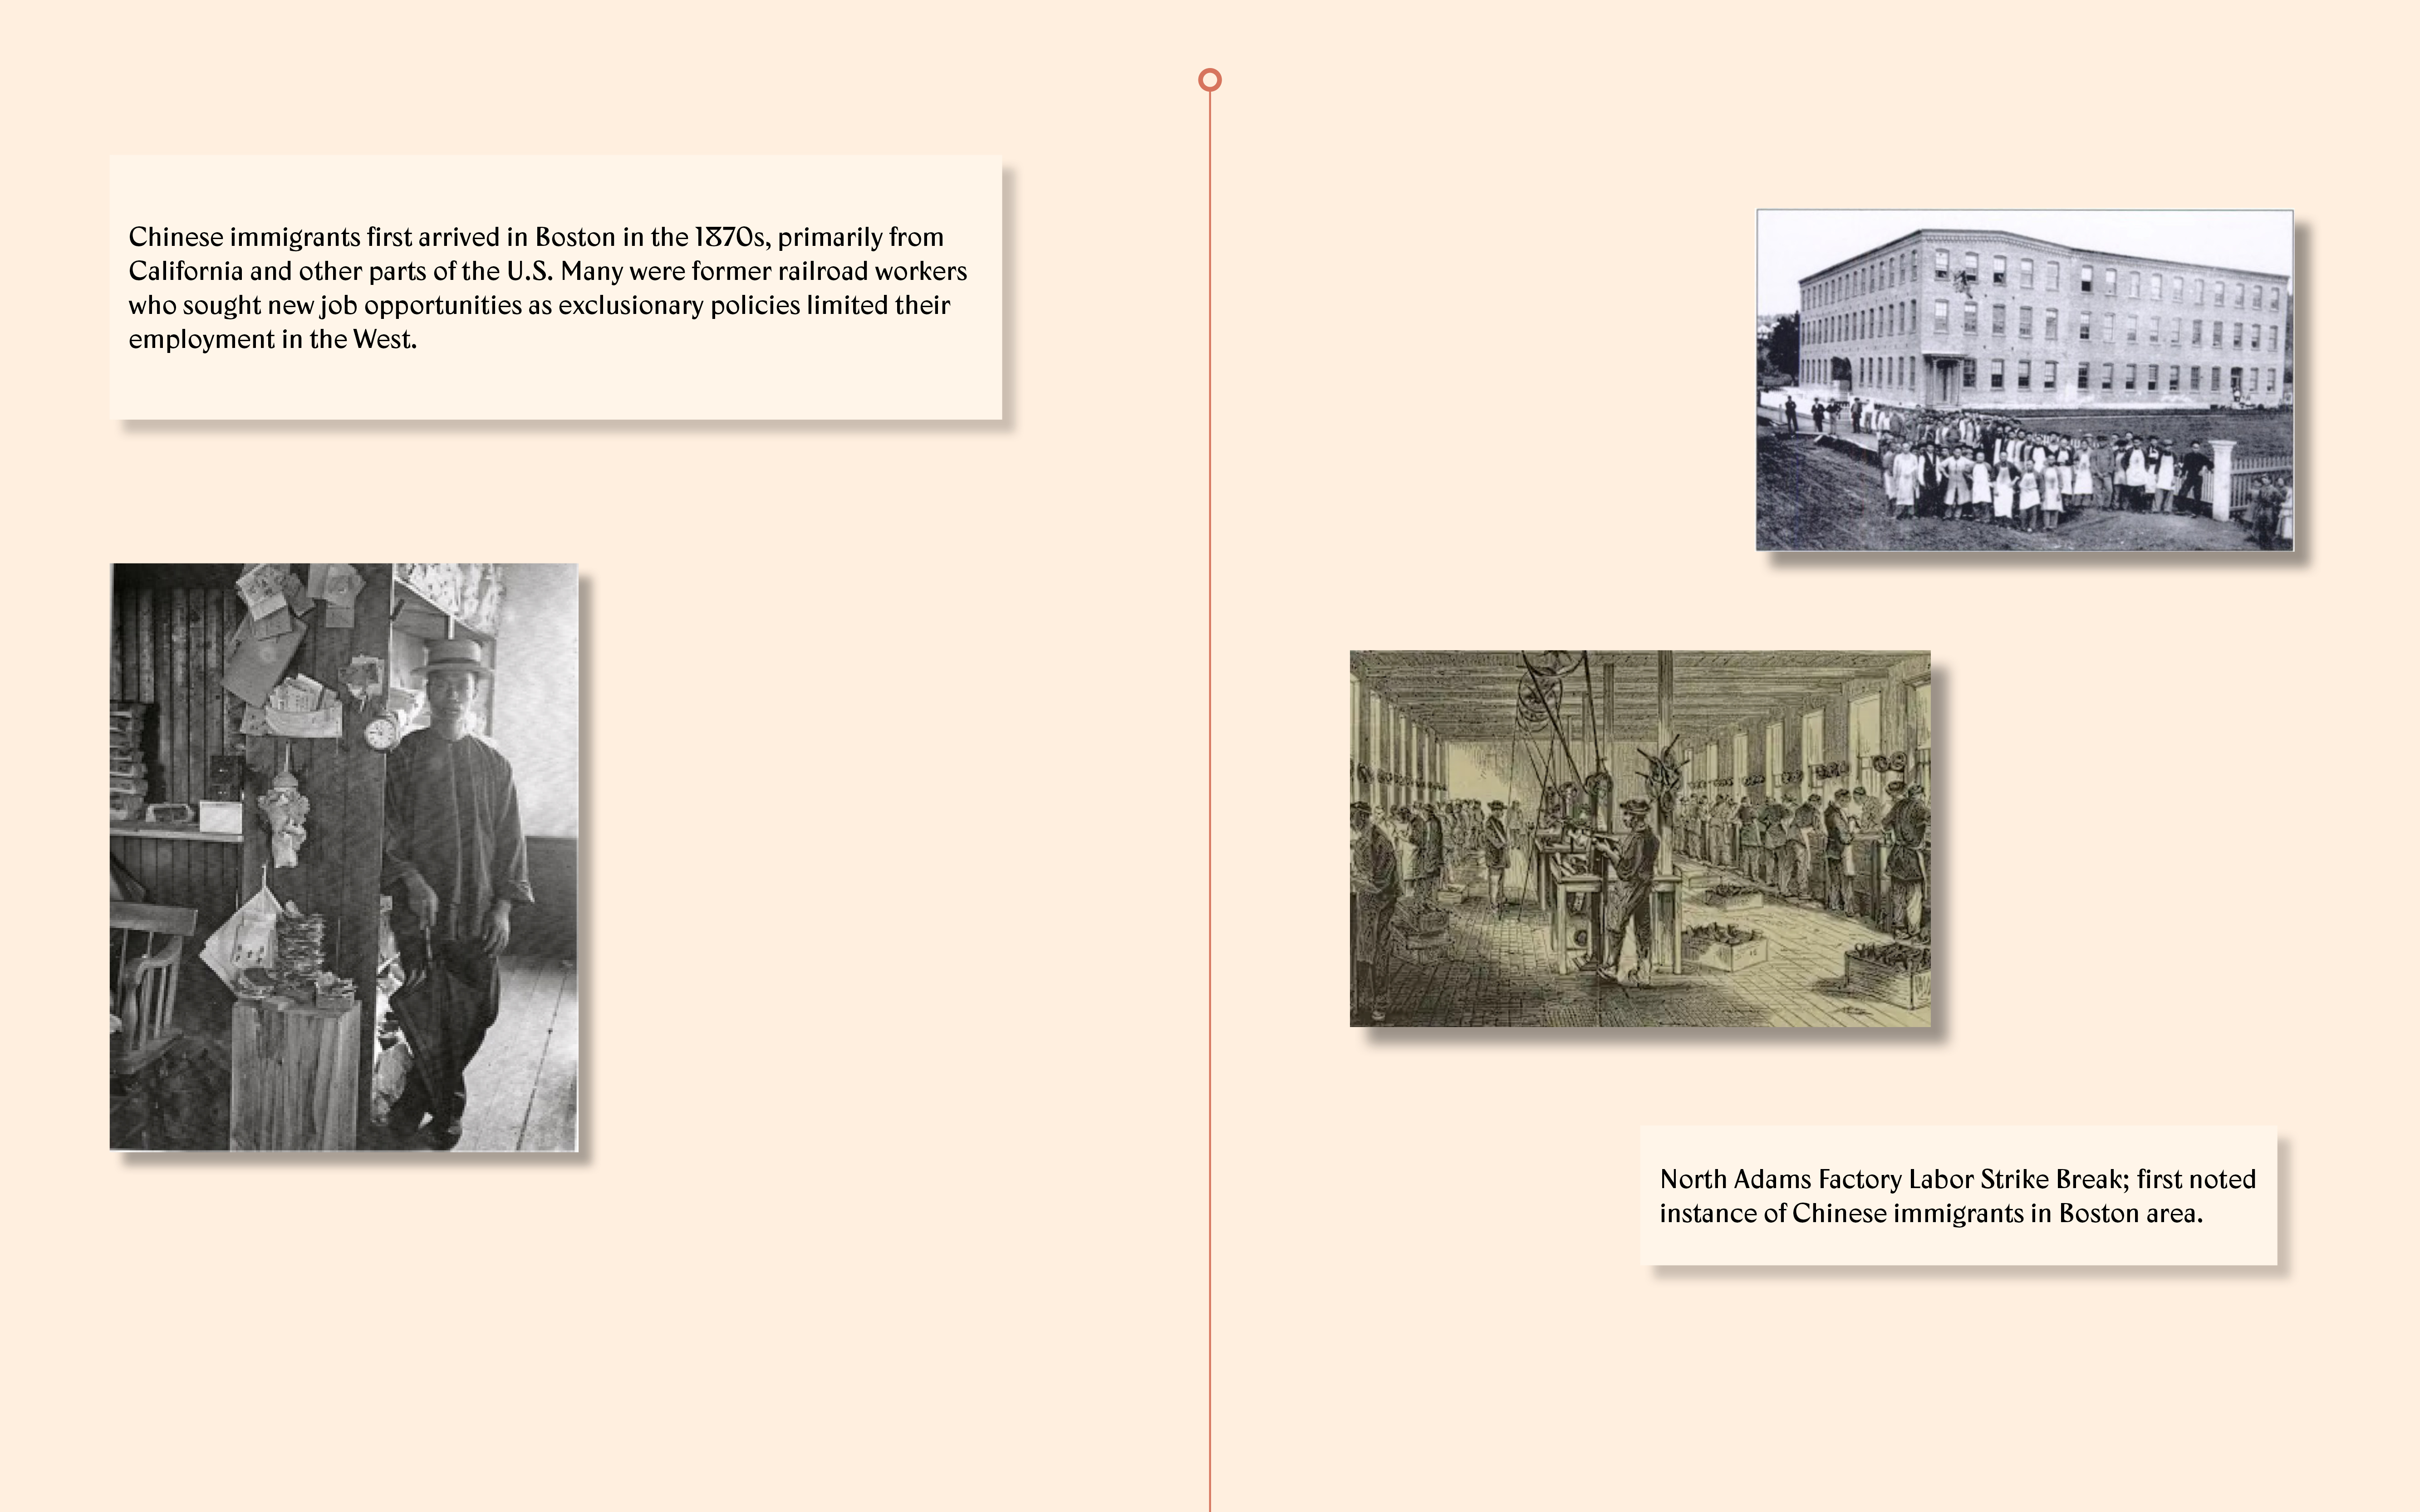 Chinese immigrants first arrived in Boston in the 1870s, primarily from
California and other parts of the U.S. Many were former railroad workers
who sought new job opportunities as exclusionary policies limited their
employment in the West.
North Adams Factory Labor Strike Break; first noted
instance of Chinese immigrants in Boston area.